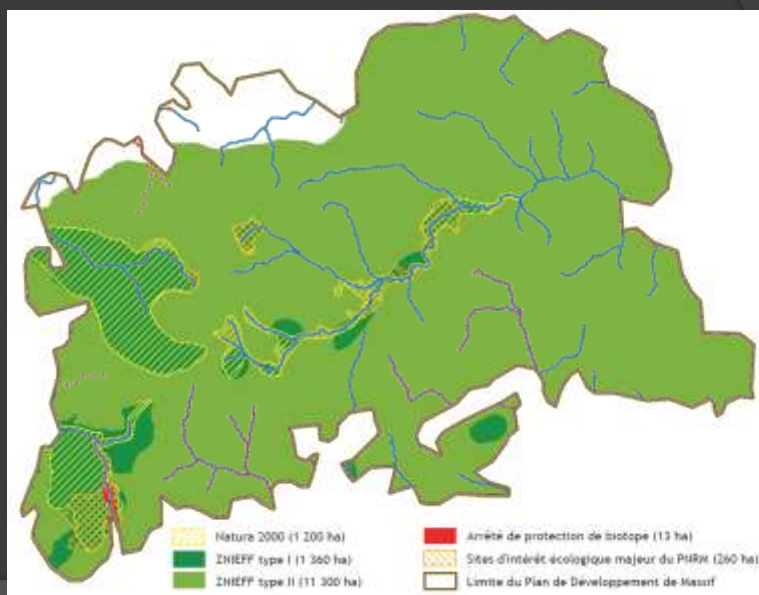 Natura 2000 (1 200 ha)
ZNIEFF type I (1 360 ha)
ZNIEFF type II (11 300 ha)
Arrêté de protection de biotope (13 ha)
Sites d'intérêt écologique majeur du PNRM (260 ha)
Limite du Plan de Développement de Massif